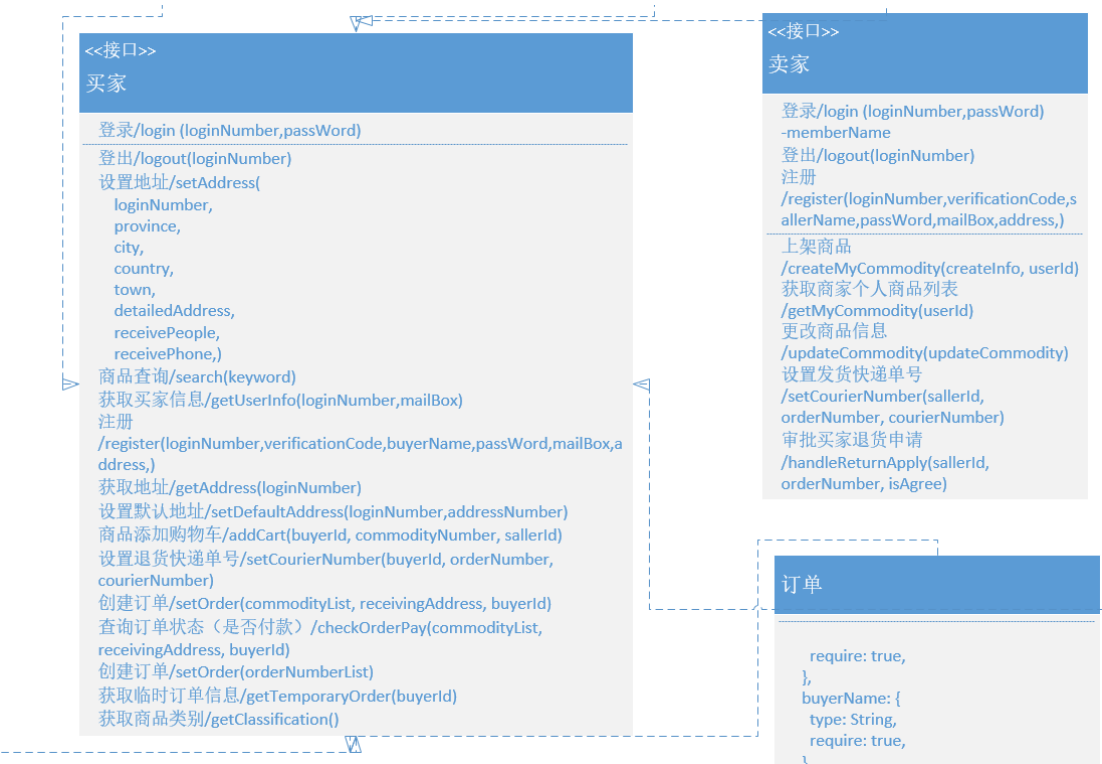 <<接口>>
买家
登录/login (loginNumber,passWord)
登出/logout(loginNumber)
设置地址/setAddress(
loginNumber,
province,
city,
country,
town,
detailedAddress,
receivePeople,
receivePhone,)
商品查询/search(keyword)
获取买家信息/getUserInfo(loginNumber,mailBox)
注册
/register(loginNumber,verificationCode,buyerName,passWord,mailBox,a
ddress,)
获取地址/getAddress(loginNumber)
设置默认地址/setDefaultAddress(loginNumber,addressNumber)
商品添加购物车/addCart(buyerId, commodityNumber, sallerId)
设置退货快递单号/setCourierNumber(buyerId, orderNumber,
courierNumber)
创建订单/setOrder(commodityList, receivingAddress, buyerId)
查询订单状态（是否付款）/checkOrderPay(commodityList,
receivingAddress, buyerId)
创建订单/setOrder(orderNumberList)
获取临时订单信息/getTemporaryOrder(buyerId)
获取商品类别/getClassification()
<<接口>>
卖家
登录/login (loginNumber,passWord)
-memberName
登出/logout(loginNumber)
注册
/register(loginNumber,verificationCode,s
allerName,passWord,mailBox,address,)
上架商品
/createMyCommodity(createInfo, userId)
获取商家个人商品列表
/getMyCommodity(userId)
更改商品信息
/updateCommodity(updateCommodity)
设置发货快递单号
/setCourierNumber(sallerId,
orderNumber, courierNumber)
审批买家退货申请
/handleReturnApply(sallerId,
orderNumber, isAgree)
订单
require: true,
},
buyerName: {
type: String,
require: true,
}